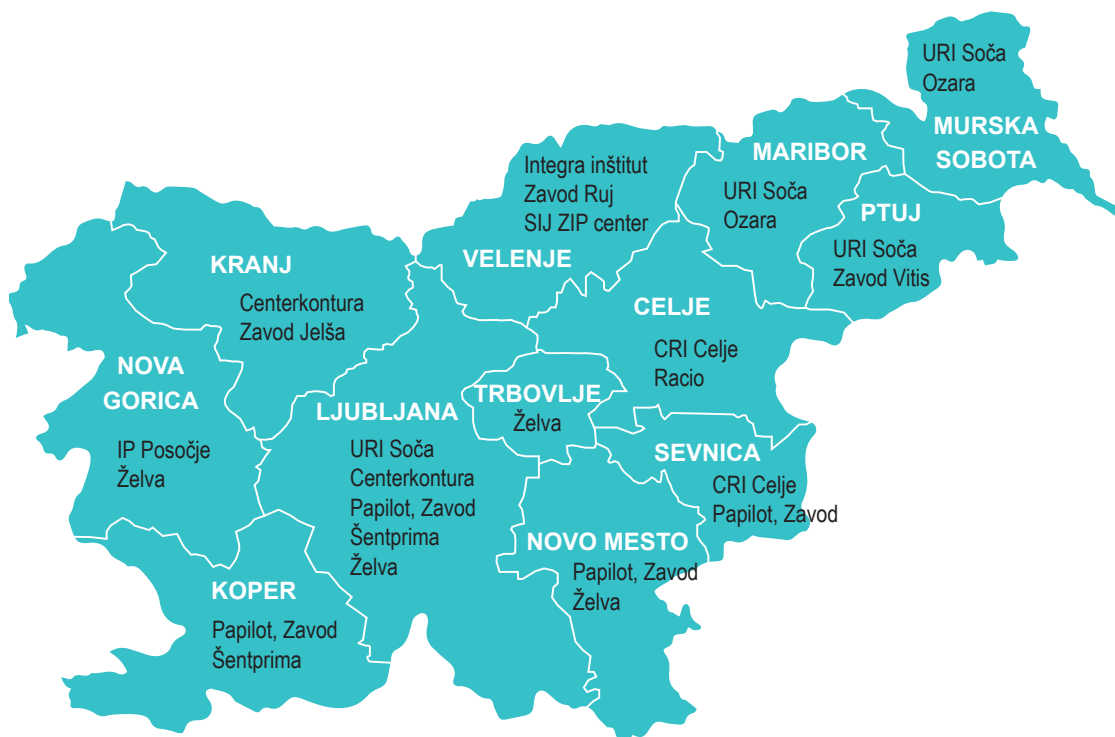 URI Soča
Ozara
MURSKA
SOBOTA
MARIBOR
URI Soča
Ozara
PTUJ
URI Soča
Zavod Vitis
Integra inštitut
Zavod Ruj
SIJ ZIP center
VELENJE
KRANJ
Centerkontura
Zavod Jelša
CELJE
CRI Celje
Racio
NOVA
GORICA
IP Posočje
Želva
LJUBLJANA
URI Soča
Centerkontura
Papilot, Zavod
Šentprima
Želva
TRBOVLJE
Želva
SEVNICA
CRI Celje
Papilot, Zavod
NOVO MESTO
Papilot, Zavod
Želva
KOPER
Papilot, Zavod
Šentprima